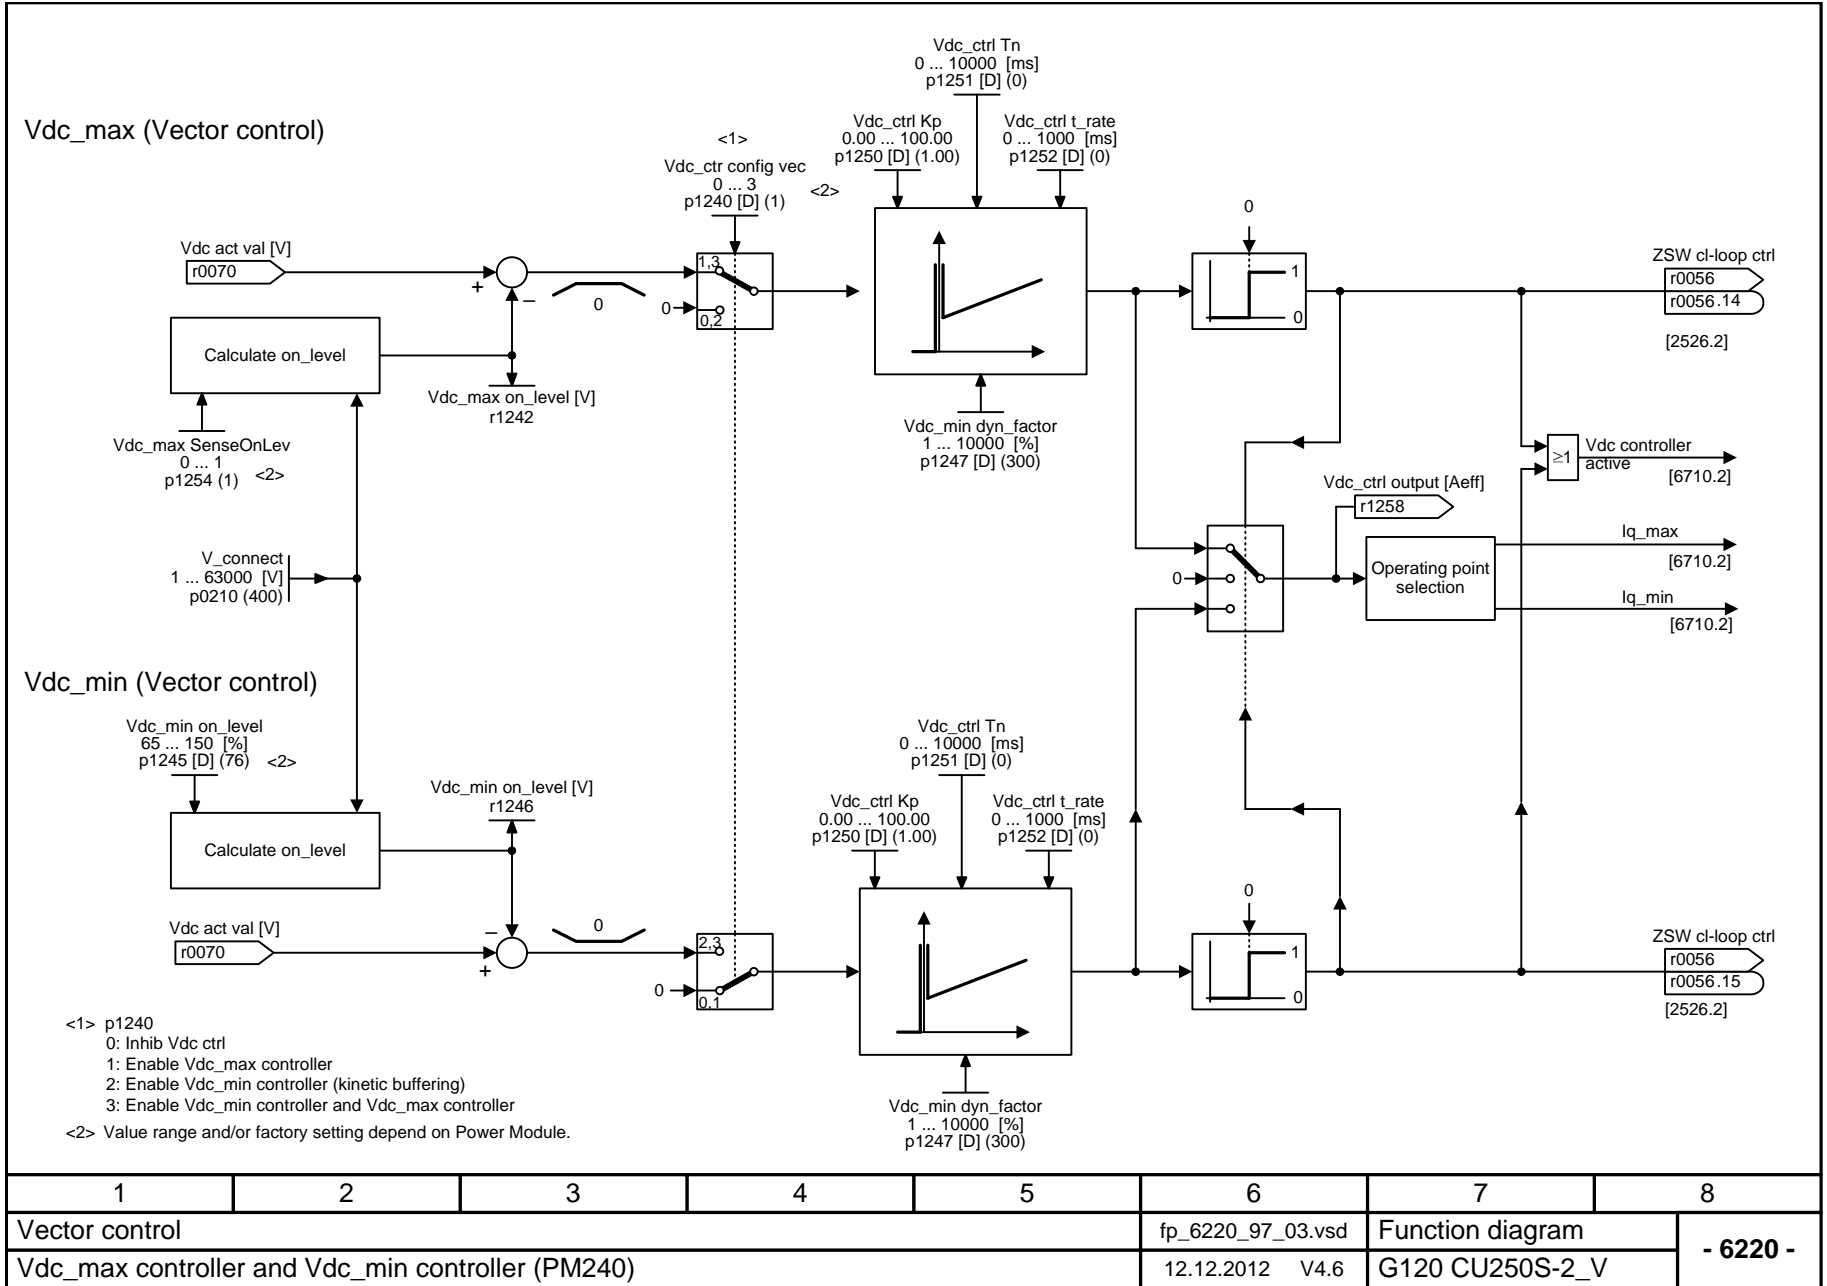 Vdc_max (Vector control)
Vdc_ctrl Tn
0 ... 10000 [ms]
p1251 [D] (0)
Vdc_ctrl Kp
0.00 ... 100.00
p1250 [D] (1.00)
Vdc_ctrl t_rate
0 ... 1000 [ms]
p1252 [D] (0)
<1>
Vdc_ctr config vec
0 ... 3
p1240 [D] (1)
<2>
Vdc act val [V]
r0070
+
–
0
1,3
0
0,2
0
1
0
ZSW cl-loop ctrl
r0056
r0056.14
[2526.2]
Calculate on_level
Vdc_max on_level [V]
r1242
Vdc_max SenseOnLev
0 ... 1
p1254 (1) <2>
Vdc_min dyn_factor
1 ... 10000 [%]
p1247 [D] (300)
≥1
Vdc controller
active
[6710.2]
Vdc_ctrl output [Aeff]
r1258
V_connect
1 ... 63000 [V]
p0210 (400)
0
Operating point
selection
Iq_max
[6710.2]
Iq_min
[6710.2]
Vdc_min (Vector control)
Vdc_min on_level
65 ... 150 [%]
p1245 [D] (76) <2>
Vdc_min on_level [V]
r1246
Calculate on_level
Vdc_ctrl Tn
0 ... 10000 [ms]
p1251 [D] (0)
Vdc_ctrl Kp
0.00 ... 100.00
p1250 [D] (1.00)
Vdc_ctrl t_rate
0 ... 1000 [ms]
p1252 [D] (0)
Vdc act val [V]
r0070
–
+
0
2,3
0
0,1
0
1
0
ZSW cl-loop ctrl
r0056
r0056.15
[2526.2]
Vdc_min dyn_factor
1 ... 10000 [%]
p1247 [D] (300)
<1> p1240
0: Inhib Vdc ctrl
1: Enable Vdc_max controller
2: Enable Vdc_min controller (kinetic buffering)
3: Enable Vdc_min controller and Vdc_max controller
<2> Value range and/or factory setting depend on Power Module.
1 2 3 4 5 6 7 8
Vector control
fp_6220_97_03.vsd
Function diagram
- 6220 -
Vdc_max controller and Vdc_min controller (PM240)
12.12.2012 V4.6
G120 CU250S-2_V